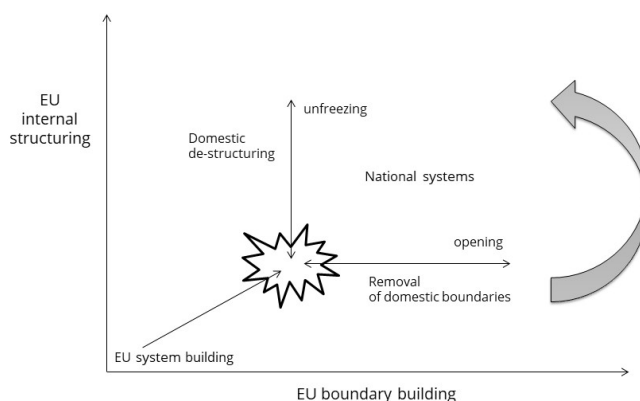 EU
internal
structuring
unfreezing
Domestic
de-structuring
National systems
opening
Removal
of domestic boundaries
EU system building
EU boundary building